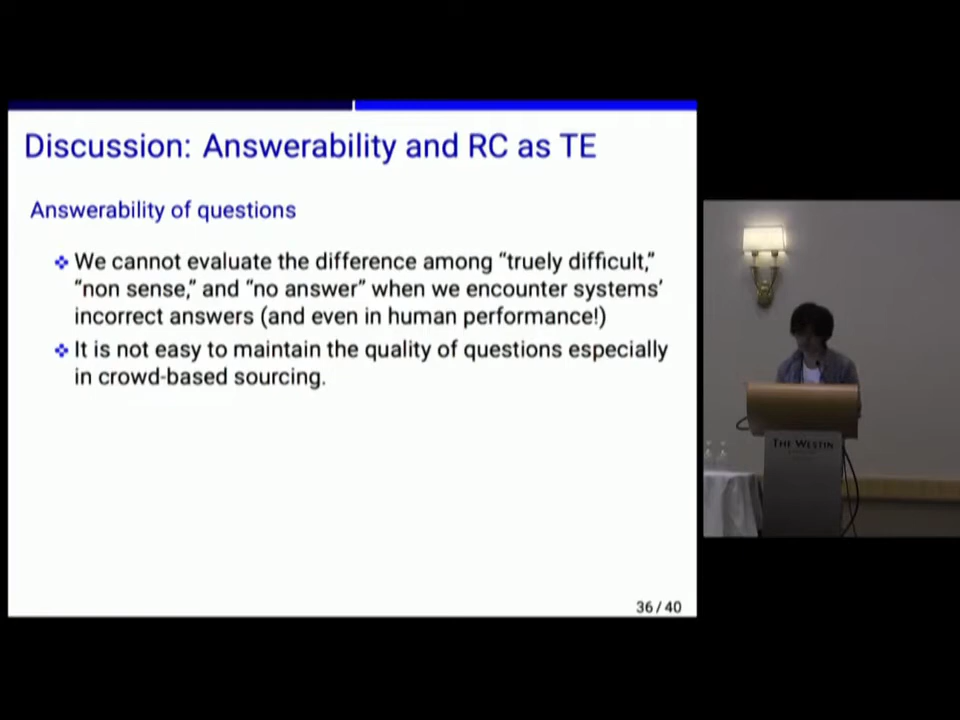 Discussion: Answerability and RC as TE
Answerability of questions
We cannot evaluate the difference among “truely difficult,”
“non sense,” and “no answer” when we encounter systems’
incorrect answers (and even in human performance!)
It is not easy to maintain the quality of questions especially
in crowd-based sourcing.
36 / 40
THE WESTIN